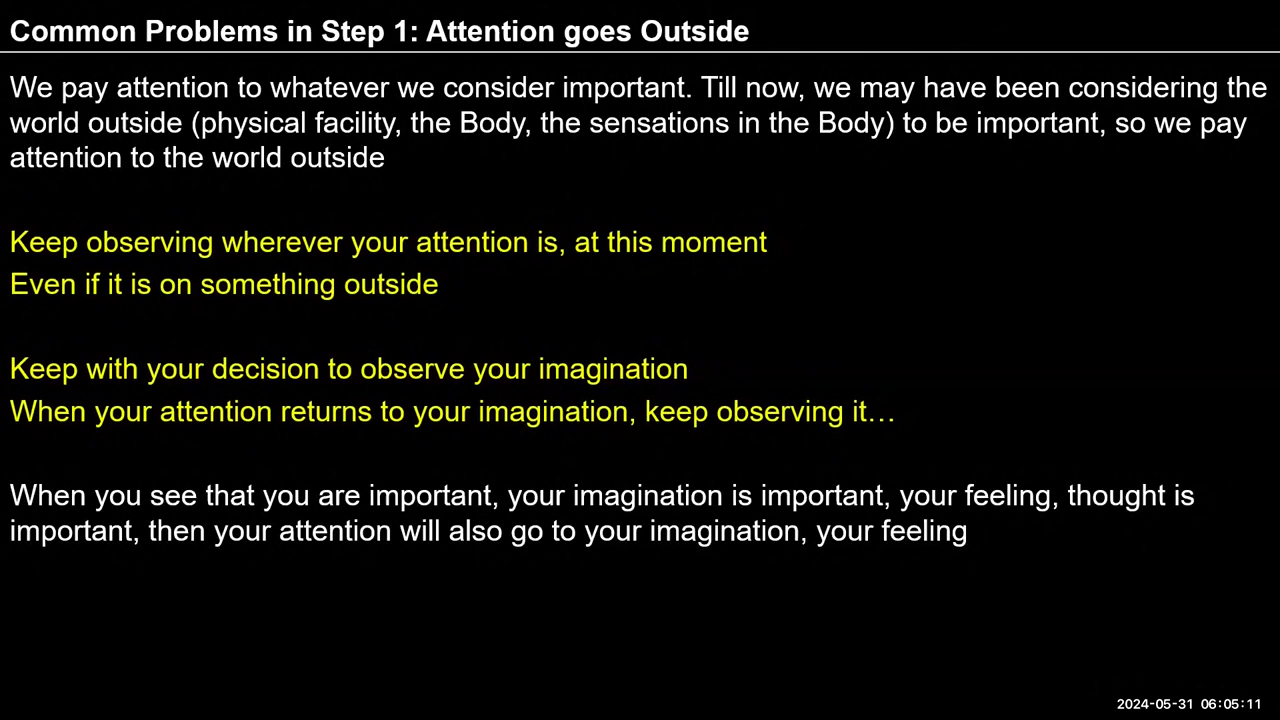 Common Problems in Step 1: Attention goes Outside
We pay attention to whatever we consider important. Till now, we may have been considering the
world outside (physical facility, the Body, the sensations in the Body) to be important, so we pay
attention to the world outside
Keep observing wherever your attention is, at this moment
Even if it is on something outside
Keep with your decision to observe your imagination
When your attention returns to your imagination, keep observing it…
When you see that you are important, your imagination is important, your feeling, thought is
important, then your attention will also go to your imagination, your feeling
2024-05-31 06:05:11